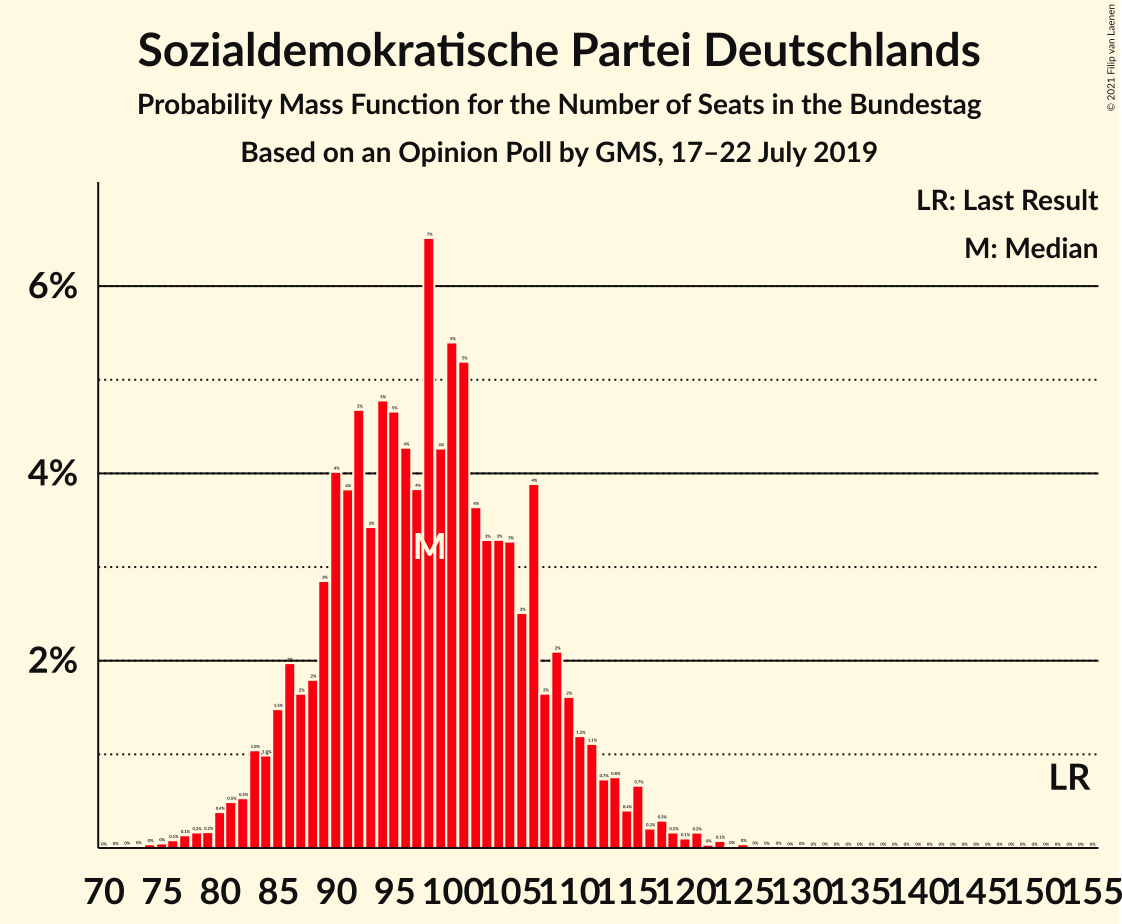 Sozialdemokratische Partei Deutschlands
Probability Mass Function for the Number of Seats in the Bundestag
Based on an Opinion Poll by GMS, 17–22 July 2019
© 2021 Filip van Laenen
LR: Last Result
M: Median
6%
4%
2%
M
LR
70 75 80 85 90 95 100 105 110 115 120 125 130 135 140 145 150 155